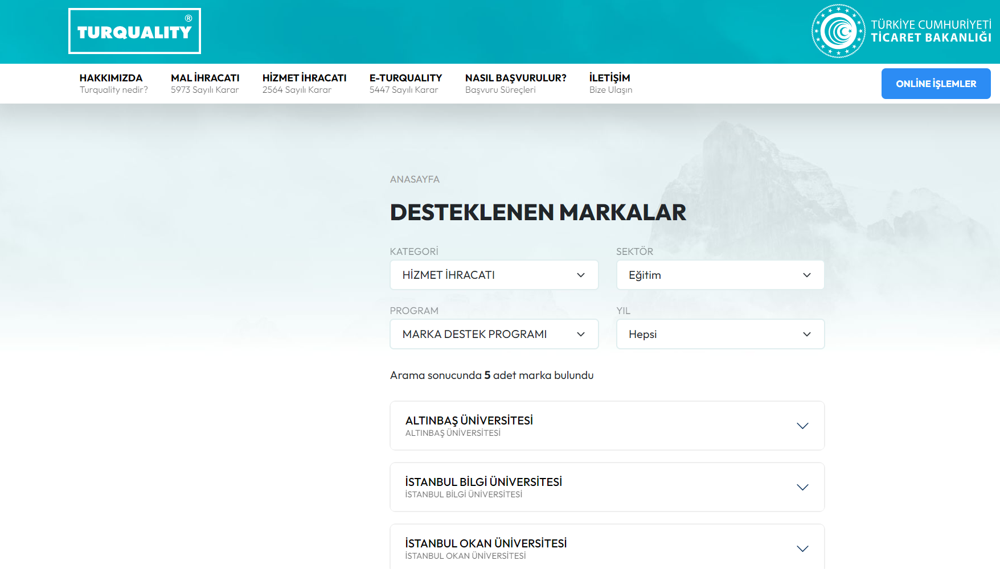 TURQUALITY®
TÜRKİYE CUMHURİYETİ
TİCARET BAKANLIĞI
HAKKIMIZDA
Turquality nedir?
MAL İHRACATI
5973 Sayılı Karar
HİZMET İHRACATI
2564 Sayılı Karar
E-TURQUALITY
5447 Sayılı Karar
NASIL BAŞVURULUR?
Başvuru Süreçleri
İLETİŞİM
Bize Ulaşın
ONLİNE İŞLEMLER
ANASAYFA
DESTEKLENEN MARKALAR
KATEGORİ
HİZMET İHRACATI
SEKTÖR
Eğitim
PROGRAM
MARKA DESTEK PROGRAMI
YIL
Hepsi
Arama sonucunda 5 adet marka bulundu
ALTINBAŞ ÜNİVERSİTESİ
ALTINBAŞ ÜNİVERSİTESİ
İSTANBUL BİLGİ ÜNİVERSİTESİ
İSTANBUL BİLGİ ÜNİVERSİTESİ
İSTANBUL OKAN ÜNİVERSİTESİ
İSTANBUL OKAN ÜNİVERSİTESİ